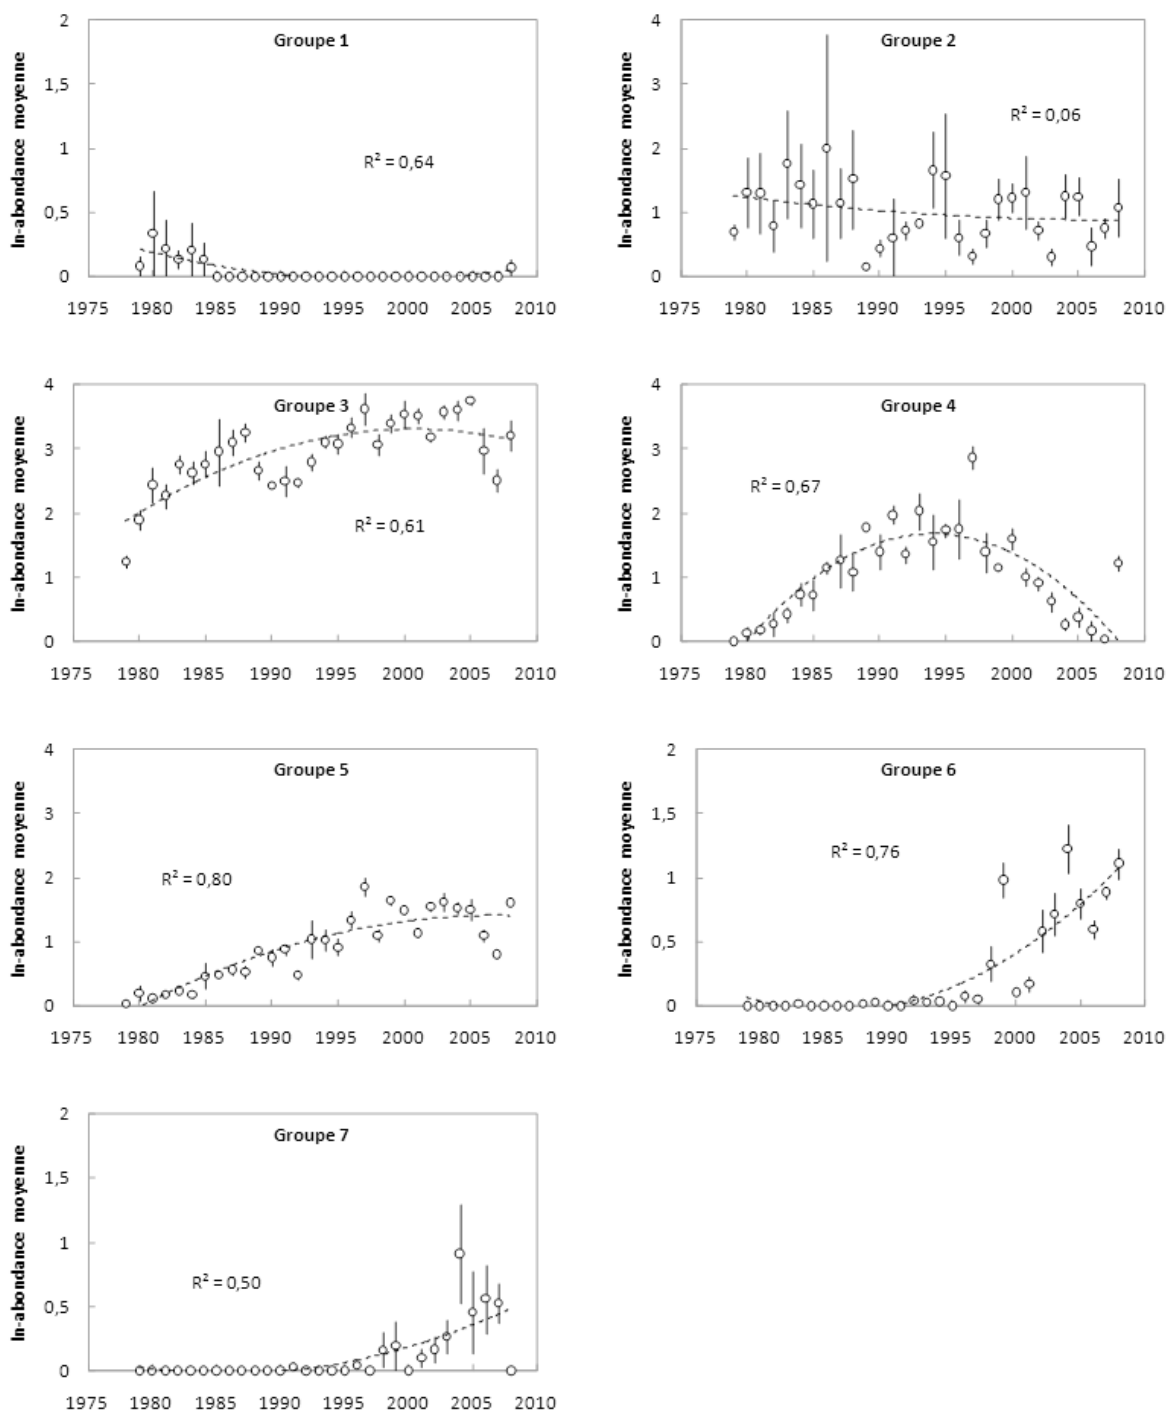 Groupe 1
ln-abondance moyenne
2
1,5
1
0,5
0
R² = 0,64
1975 1980 1985 1990 1995 2000 2005 2010
Groupe 2
ln-abondance moyenne
4
3
2
1
0
R² = 0,06
1975 1980 1985 1990 1995 2000 2005 2010
Groupe 3
ln-abondance moyenne
4
3
2
1
0
R² = 0,61
1975 1980 1985 1990 1995 2000 2005 2010
Groupe 4
ln-abondance moyenne
4
3
2
1
0
R² = 0,67
1975 1980 1985 1990 1995 2000 2005 2010
Groupe 5
ln-abondance moyenne
4
3
2
1
0
R² = 0,80
1975 1980 1985 1990 1995 2000 2005 2010
Groupe 6
ln-abondance moyenne
2
1,5
1
0,5
0
R² = 0,76
1975 1980 1985 1990 1995 2000 2005 2010
Groupe 7
ln-abondance moyenne
2
1,5
1
0,5
0
R² = 0,50
1975 1980 1985 1990 1995 2000 2005 2010